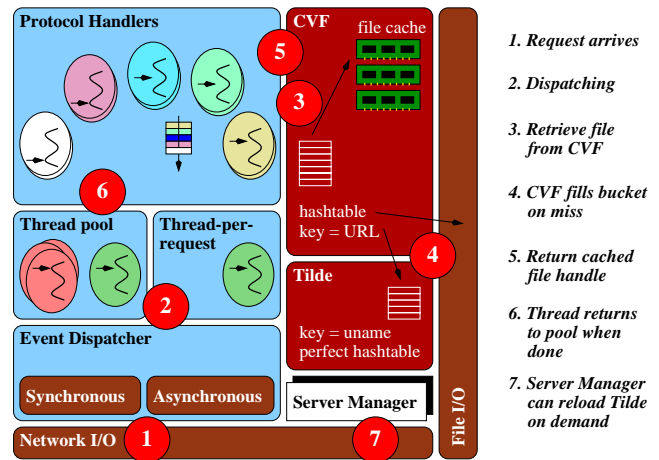 Protocol Handlers
CVF
file cache
5
3
6
hashtable
key = URL
4
Thread pool
Thread-per-
request
2
Tilde
key = uname
perfect hashtable
Event Dispatcher
Synchronous
Asynchronous
Server Manager
Network I/O
1
7
File I/O
1. Request arrives
2. Dispatching
3. Retrieve file
from CVF
4. CVF fills bucket
on miss
5. Return cached
file handle
6. Thread returns
to pool when
done
7. Server Manager
can reload Tilde
on demand